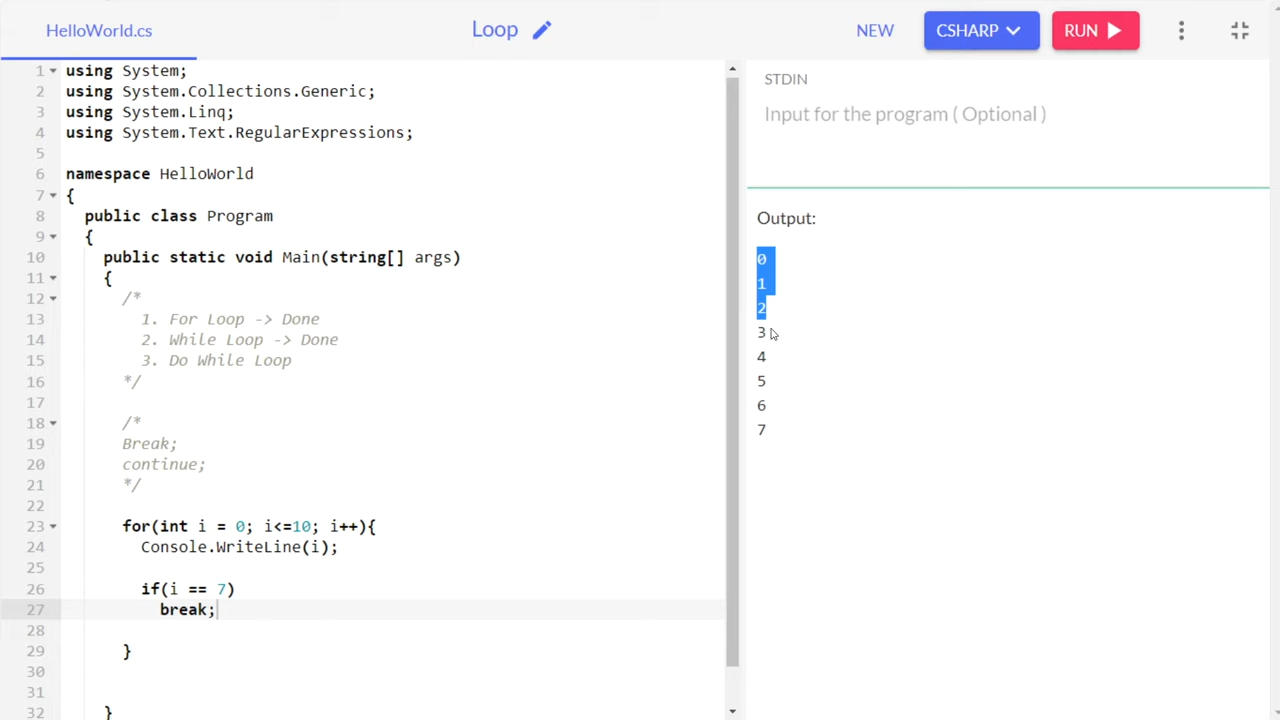 HelloWorld.cs
Loop
NEW
CSHARP
RUN
1 using System;
2 using System.Collections.Generic;
3 using System.Linq;
4 using System.Text.RegularExpressions;
5
6 namespace HelloWorld
7 {
8 public class Program
9 {
10 public static void Main(string[] args)
11 {
12 /*
13 1. For Loop -> Done
14 2. While Loop -> Done
15 3. Do While Loop
16 */
17
18 /*
19 Break;
20 continue;
21 */
22
23 for(int i = 0; i<=10; i++){
24 Console.WriteLine(i);
25
26 if(i == 7)
27 break;
28
29 }
30
31
32 }
STDIN
Input for the program ( Optional )
Output:
0
1
2
3
4
5
6
7